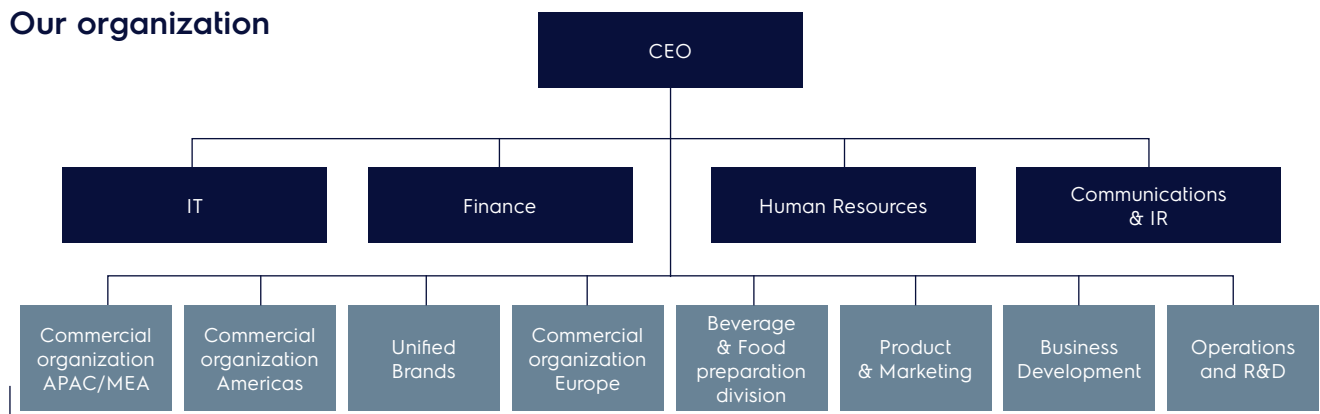 Our organization
CEO
IT
Finance
Human Resources
Communications
& IR
Commercial
organization
APAC/MEA
Commercial
organization
Americas
Unified
Brands
Commercial
organization
Europe
Beverage
& Food
preparation
division
Product
& Marketing
Business
Development
Operations
and R&D